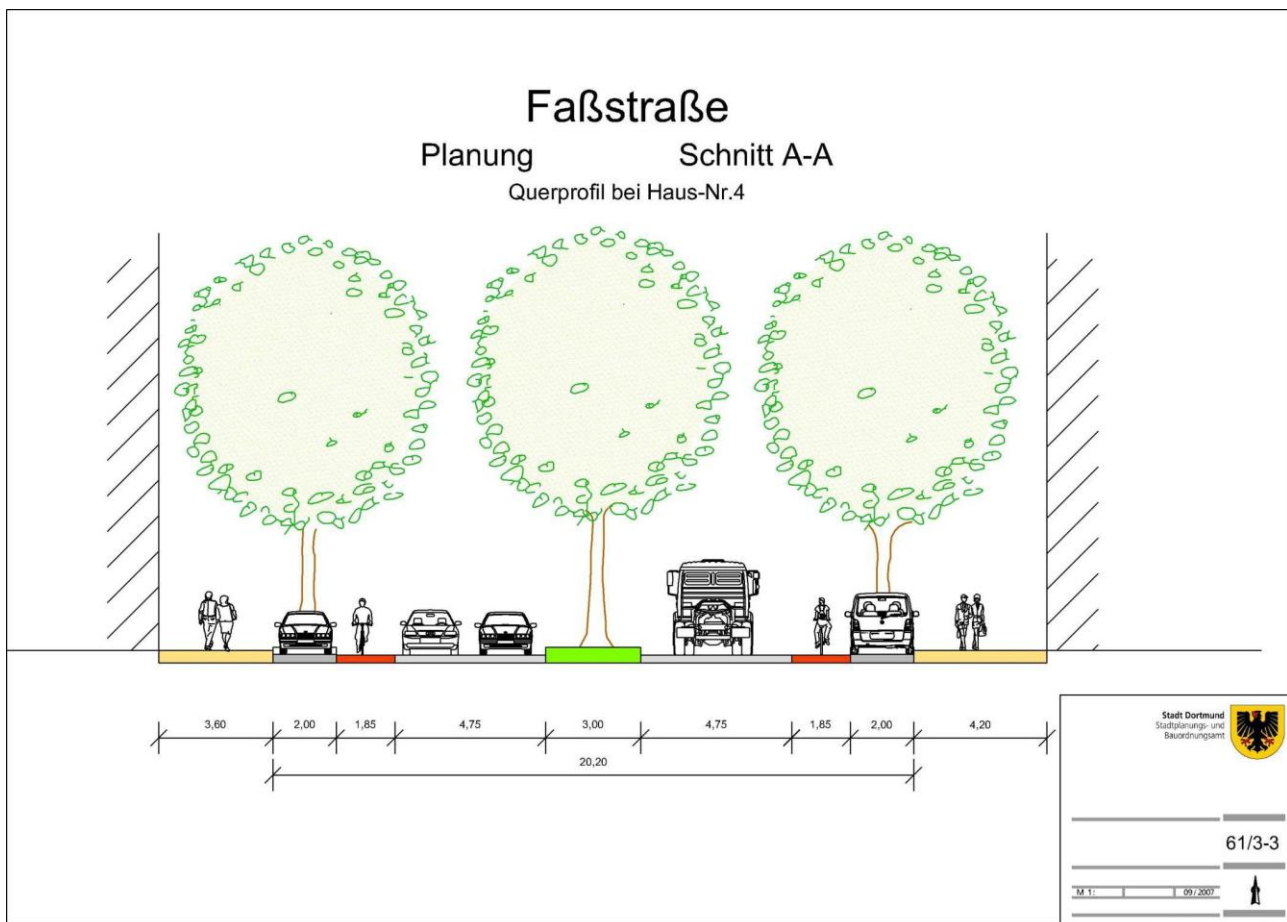 Faßstraße
Planung Schnitt A-A
Querprofil bei Haus-Nr.4
3,60 2,00 1,85 4,75 3,00 4,75 1,85 2,00 4,20
20,20
Stadt Dortmund
Stadtplanungs- und
Bauordnungsamt
61/3-3
M 1: 09/2007